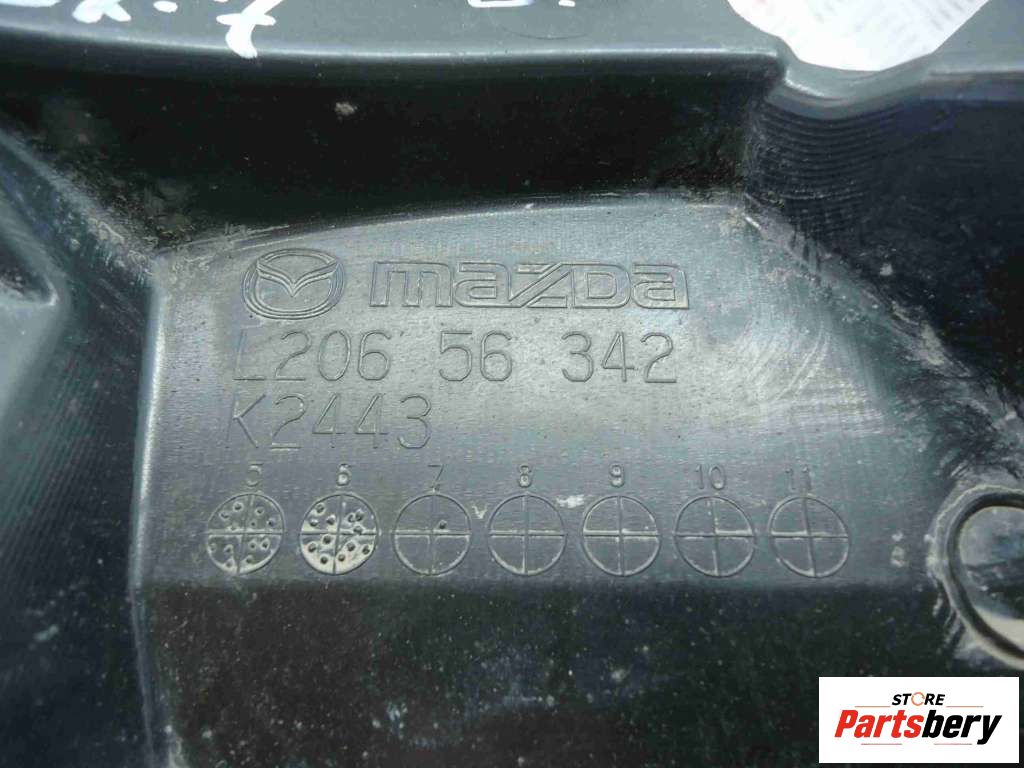 mazda
L206 56 342
K2443
5 6 7 8 9 10 11
STORE
Partsbery